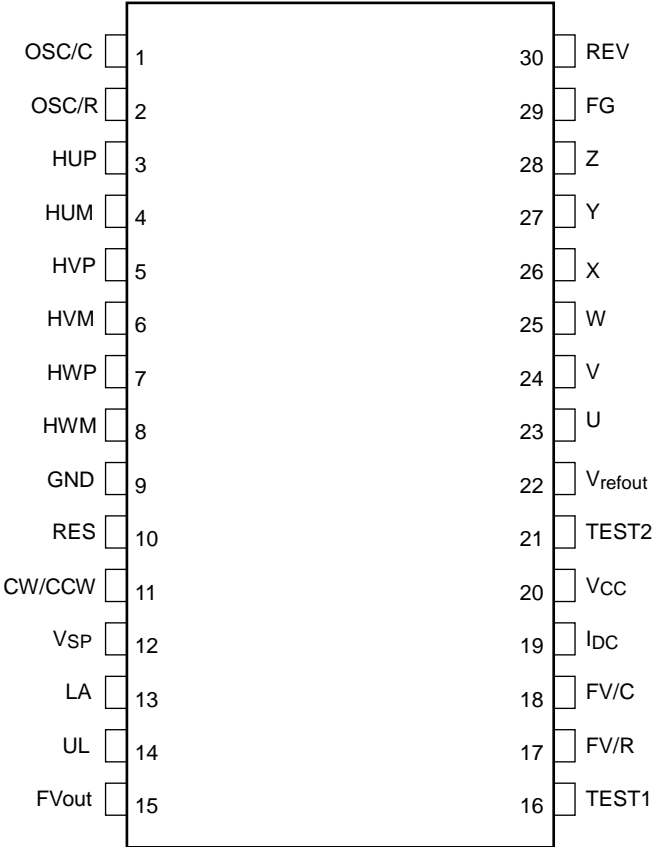 OSC/C 1 30 REV
OSC/R 2 29 FG
HUP 3 28 Z
HUM 4 27 Y
HVP 5 26 X
HVM 6 25 W
HWP 7 24 V
HWM 8 23 U
GND 9 22 Vrefout
RES 10 21 TEST2
CW/CCW 11 20 VCC
VSP 12 19 IDC
LA 13 18 FV/C
UL 14 17 FV/R
FVout 15 16 TEST1